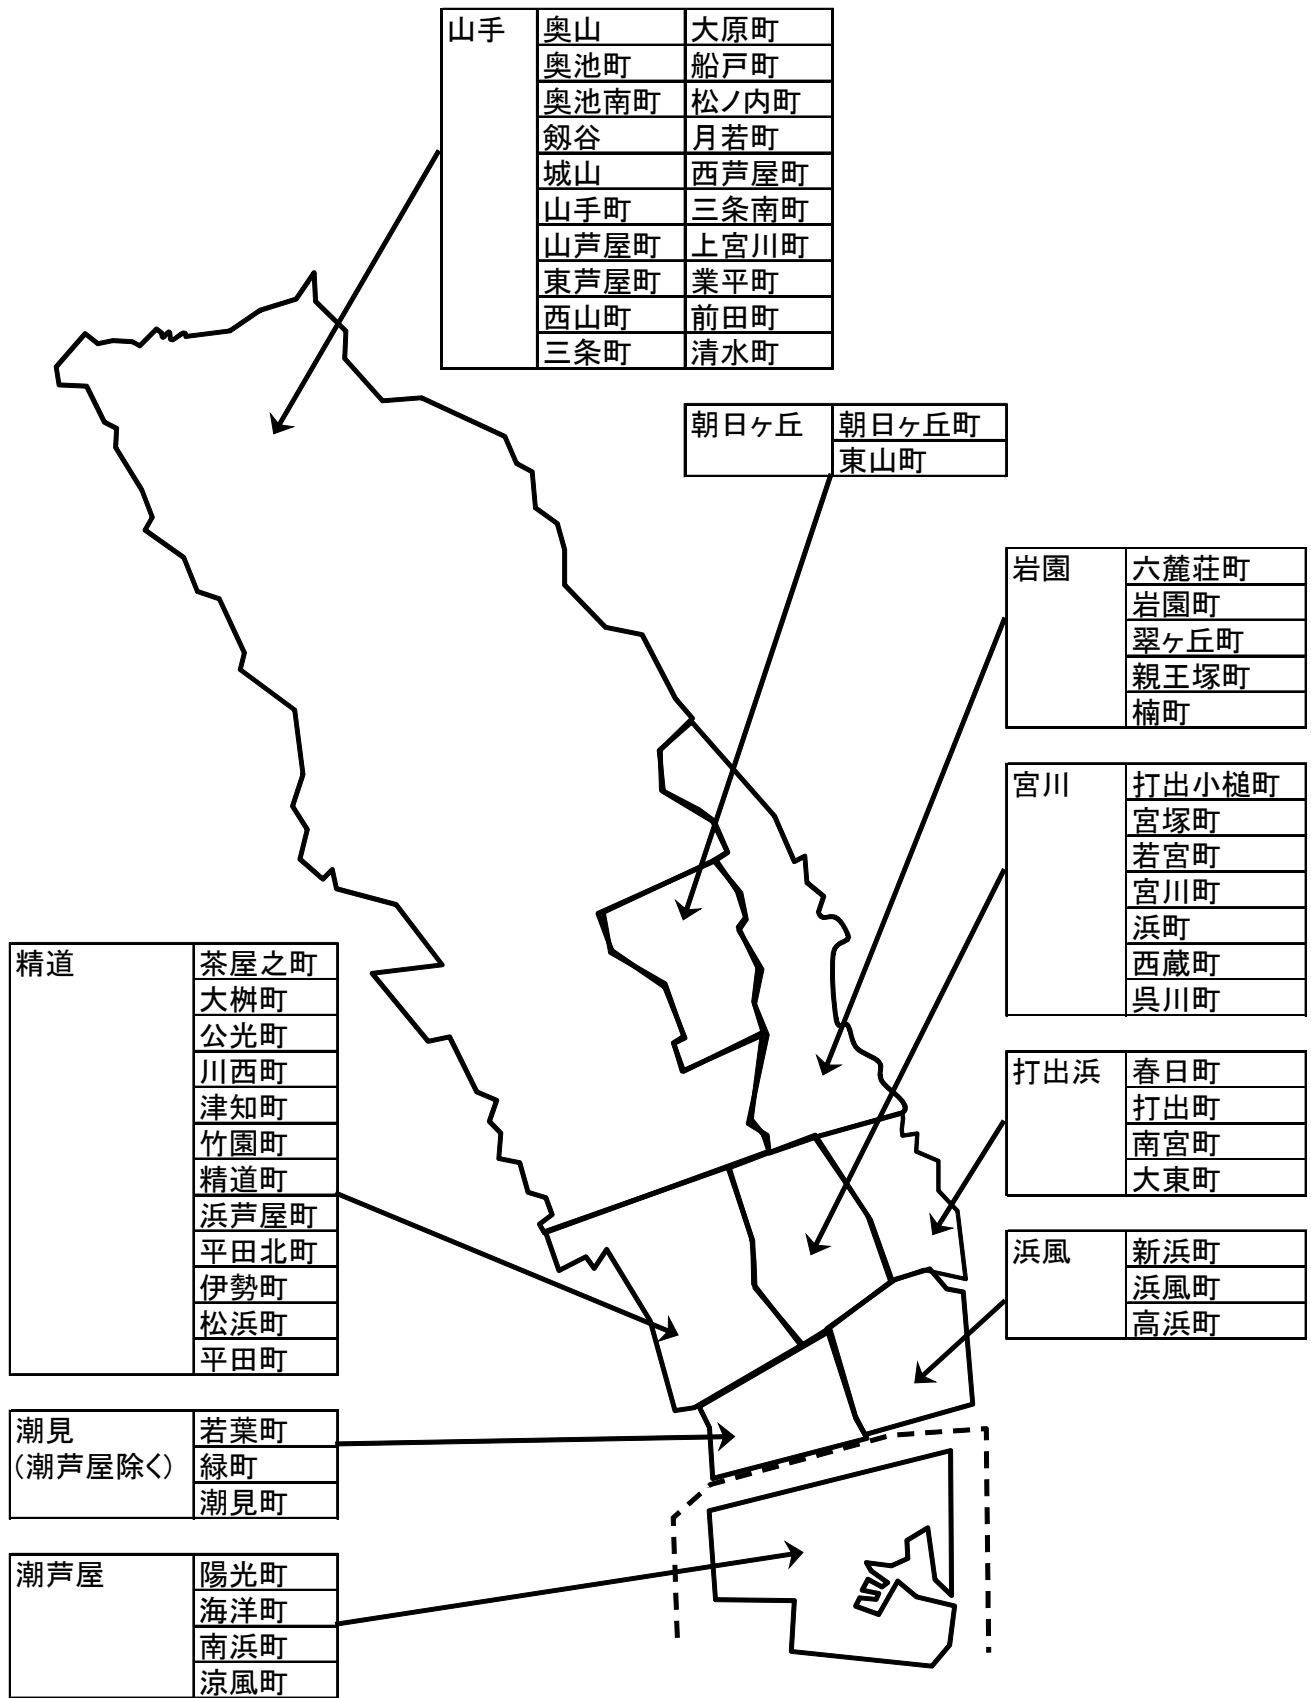 山手 奥山 大原町
奥池町 船戸町
奥池南町 松ノ内町
剱谷 月若町
城山 西芦屋町
山手町 三条南町
山芦屋町 上宮川町
東芦屋町 業平町
西山町 前田町
三条町 清水町
朝日ヶ丘 朝日ヶ丘町
東山町
岩園 六麓荘町
岩園町
翠ヶ丘町
親王塚町
楠町
宮川 打出小槌町
宮塚町
若宮町
宮川町
浜町
西蔵町
呉川町
打出浜 春日町
打出町
南宮町
大東町
浜風 新浜町
浜風町
高浜町
精道 茶屋之町
大桝町
公光町
川西町
津知町
竹園町
精道町
浜芦屋町
平田北町
伊勢町
松浜町
平田町
潮見 若葉町
(潮芦屋除く) 緑町
潮見町
潮芦屋 陽光町
海洋町
南浜町
涼風町